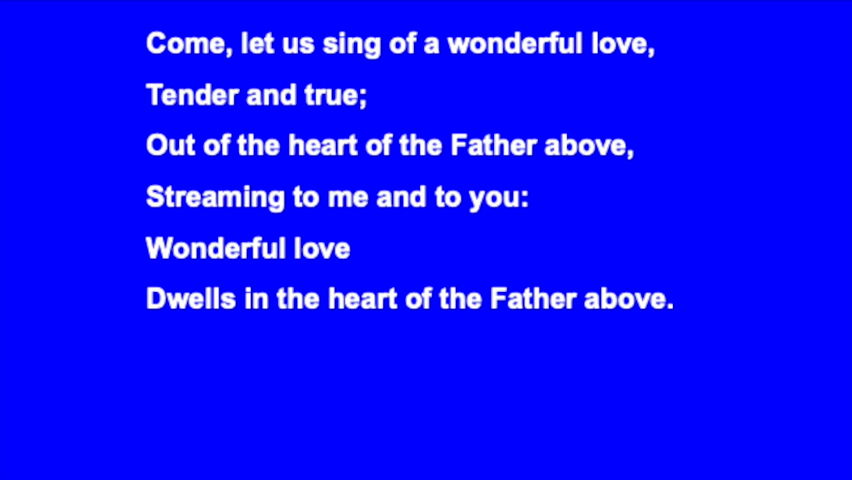 Come, let us sing of a wonderful love,
Tender and true;
Out of the heart of the Father above,
Streaming to me and to you:
Wonderful love
Dwells in the heart of the Father above.